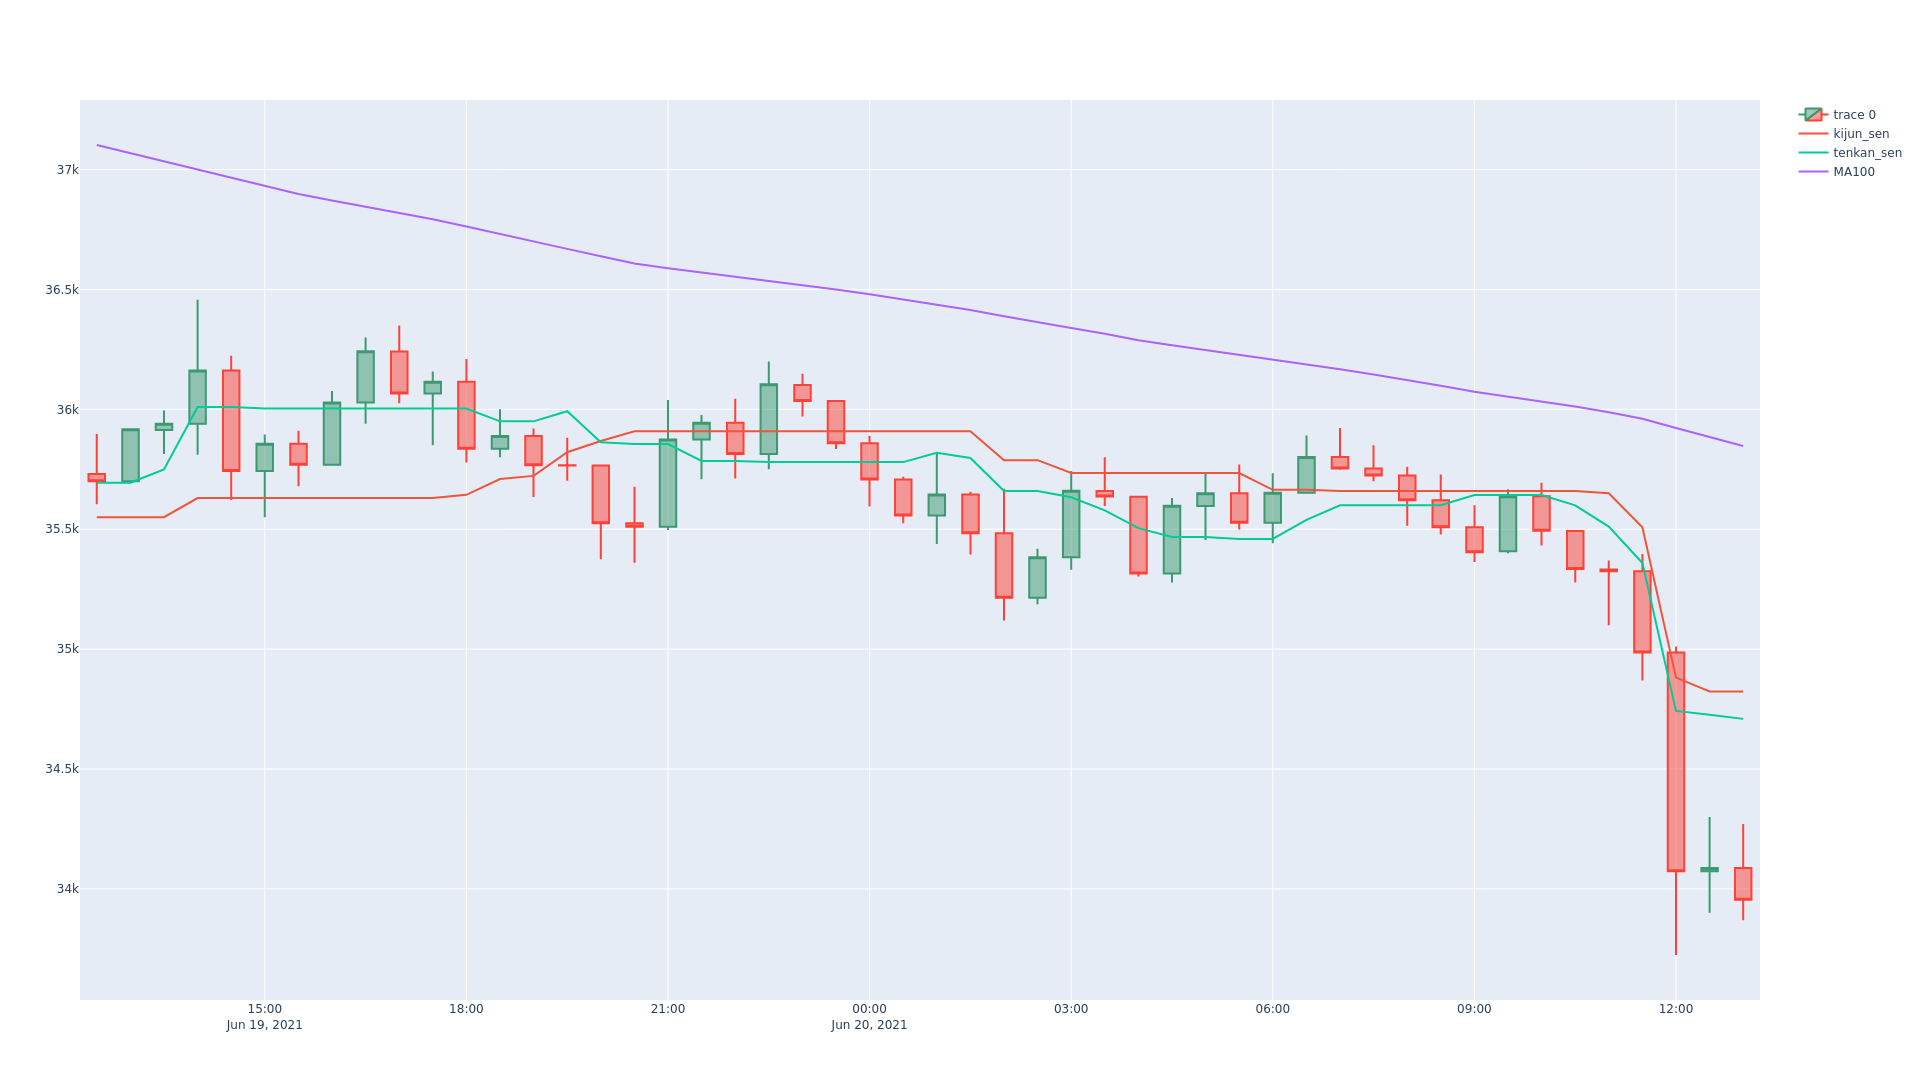 trace 0
kijun_sen
tenkan_sen
MA100
37k
36.5k
36k
35.5k
35k
34.5k
34k
15:00 18:00 21:00 00:00 03:00 06:00 09:00 12:00
Jun 19, 2021 Jun 20, 2021